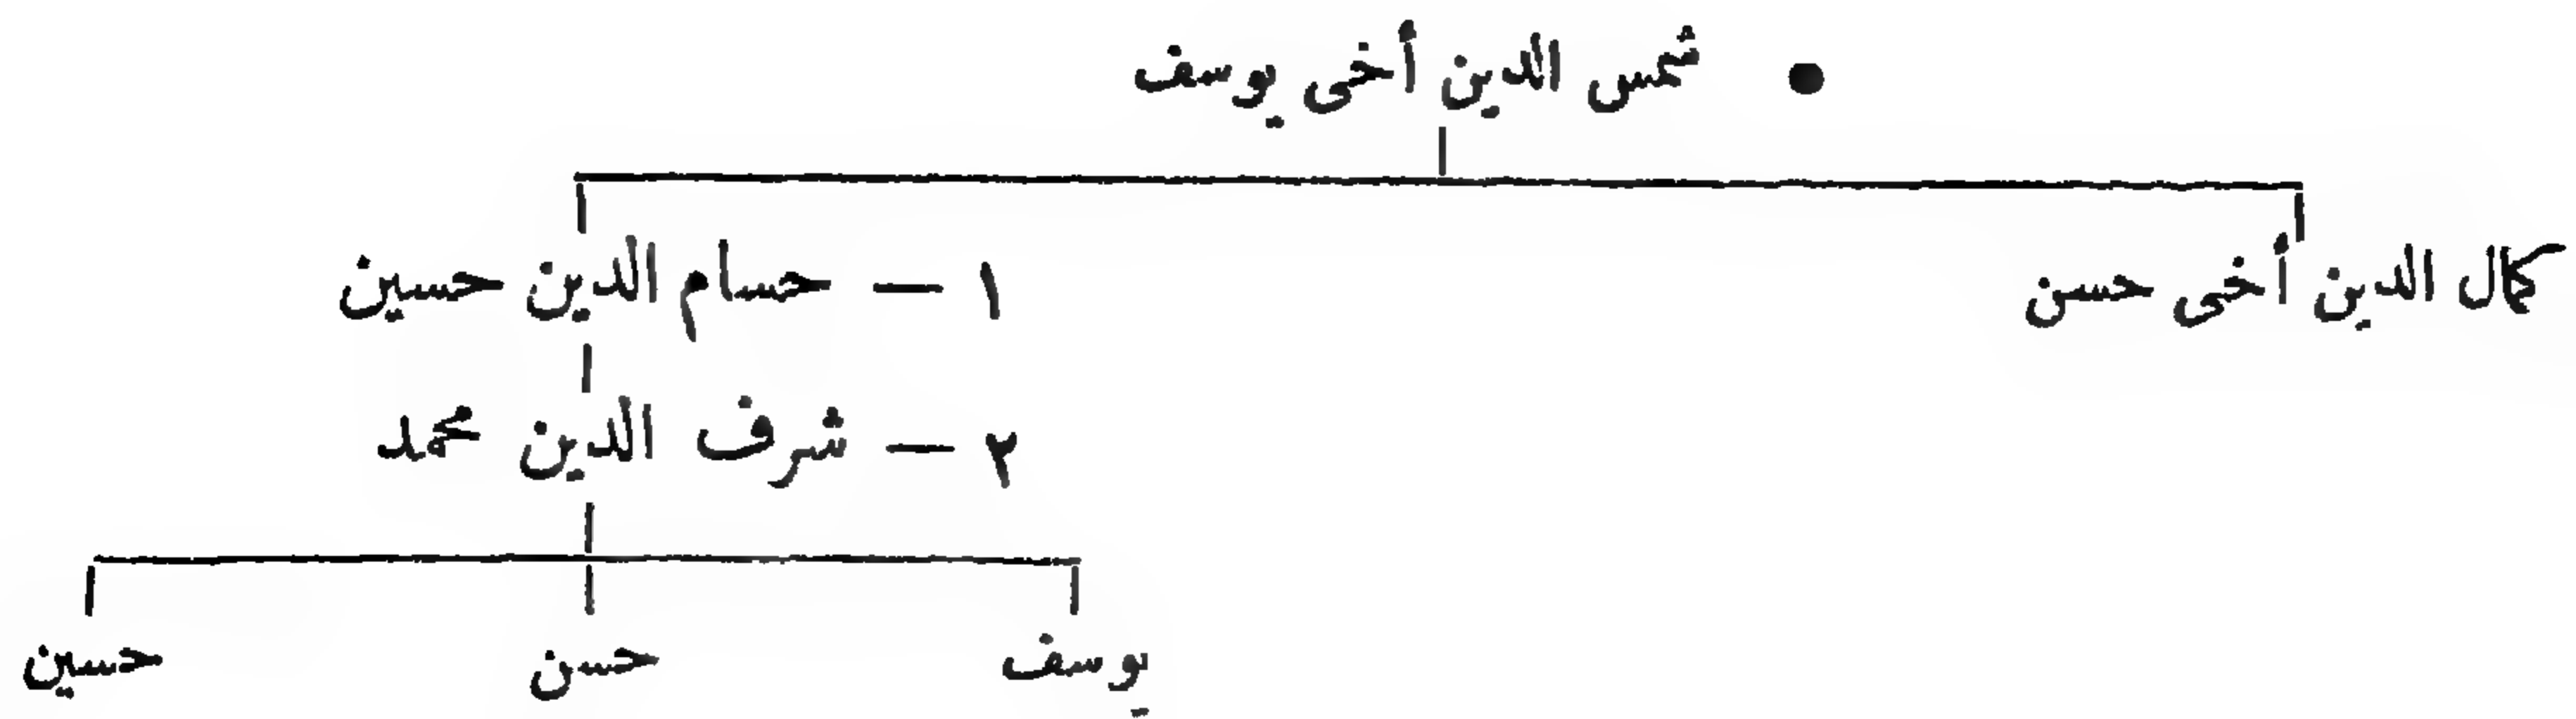 ● شمس الدين أخى يوسف
كمال الدين أخى حسن
١ — حسام الدين حسين
٢ — شرف الدين محمد
يوسف
حسن
حسين